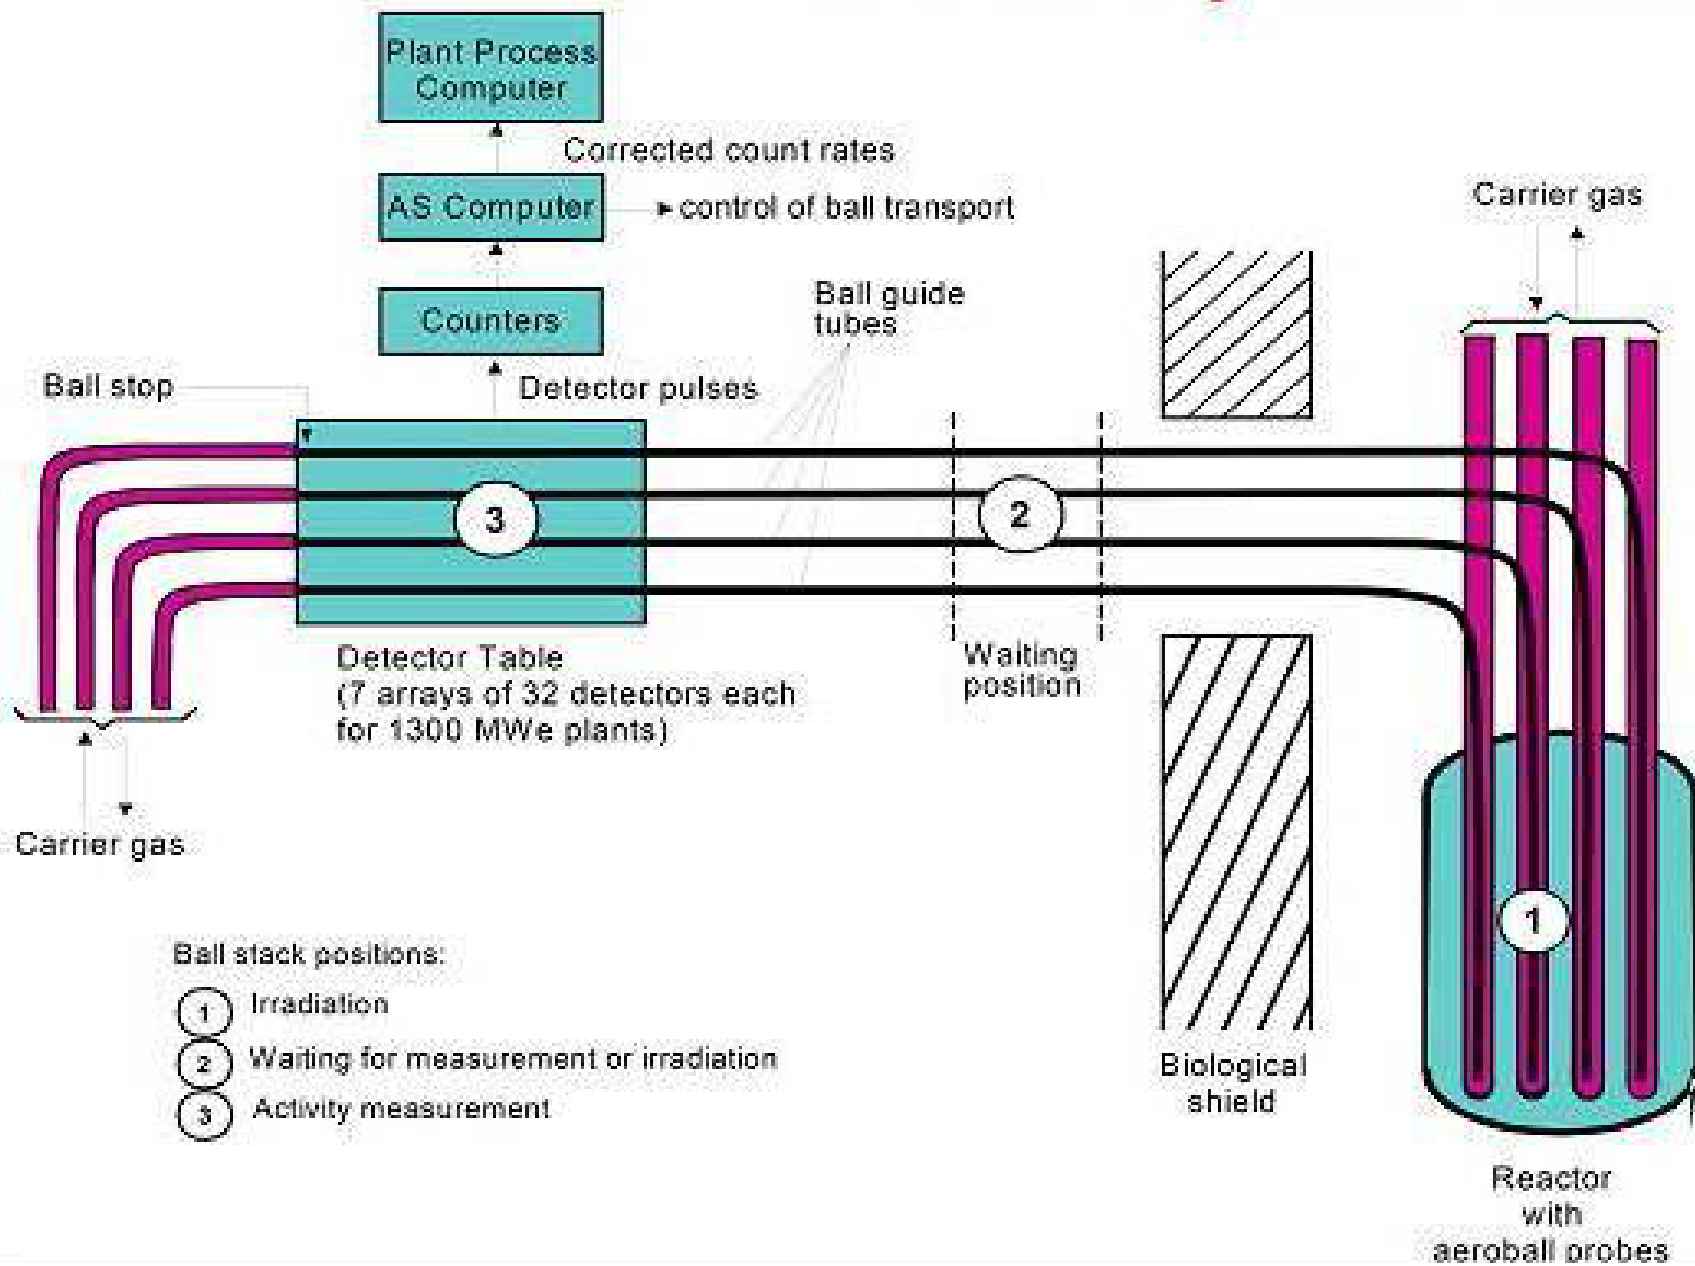 Plant Process
Computer
Corrected count rates
AS Computer
control of ball transport
Carrier gas
Counters
Ball guide
tubes
Ball stop
Detector pulses
3
2
Detector Table
(7 arrays of 32 detectors each
for 1300 MWe plants)
Waiting
position
Carrier gas
1
Ball stack positions:
1 Irradiation
2 Waiting for measurement or irradiation
3 Activity measurement
Biological
shield
Reactor
with
aeroball probes